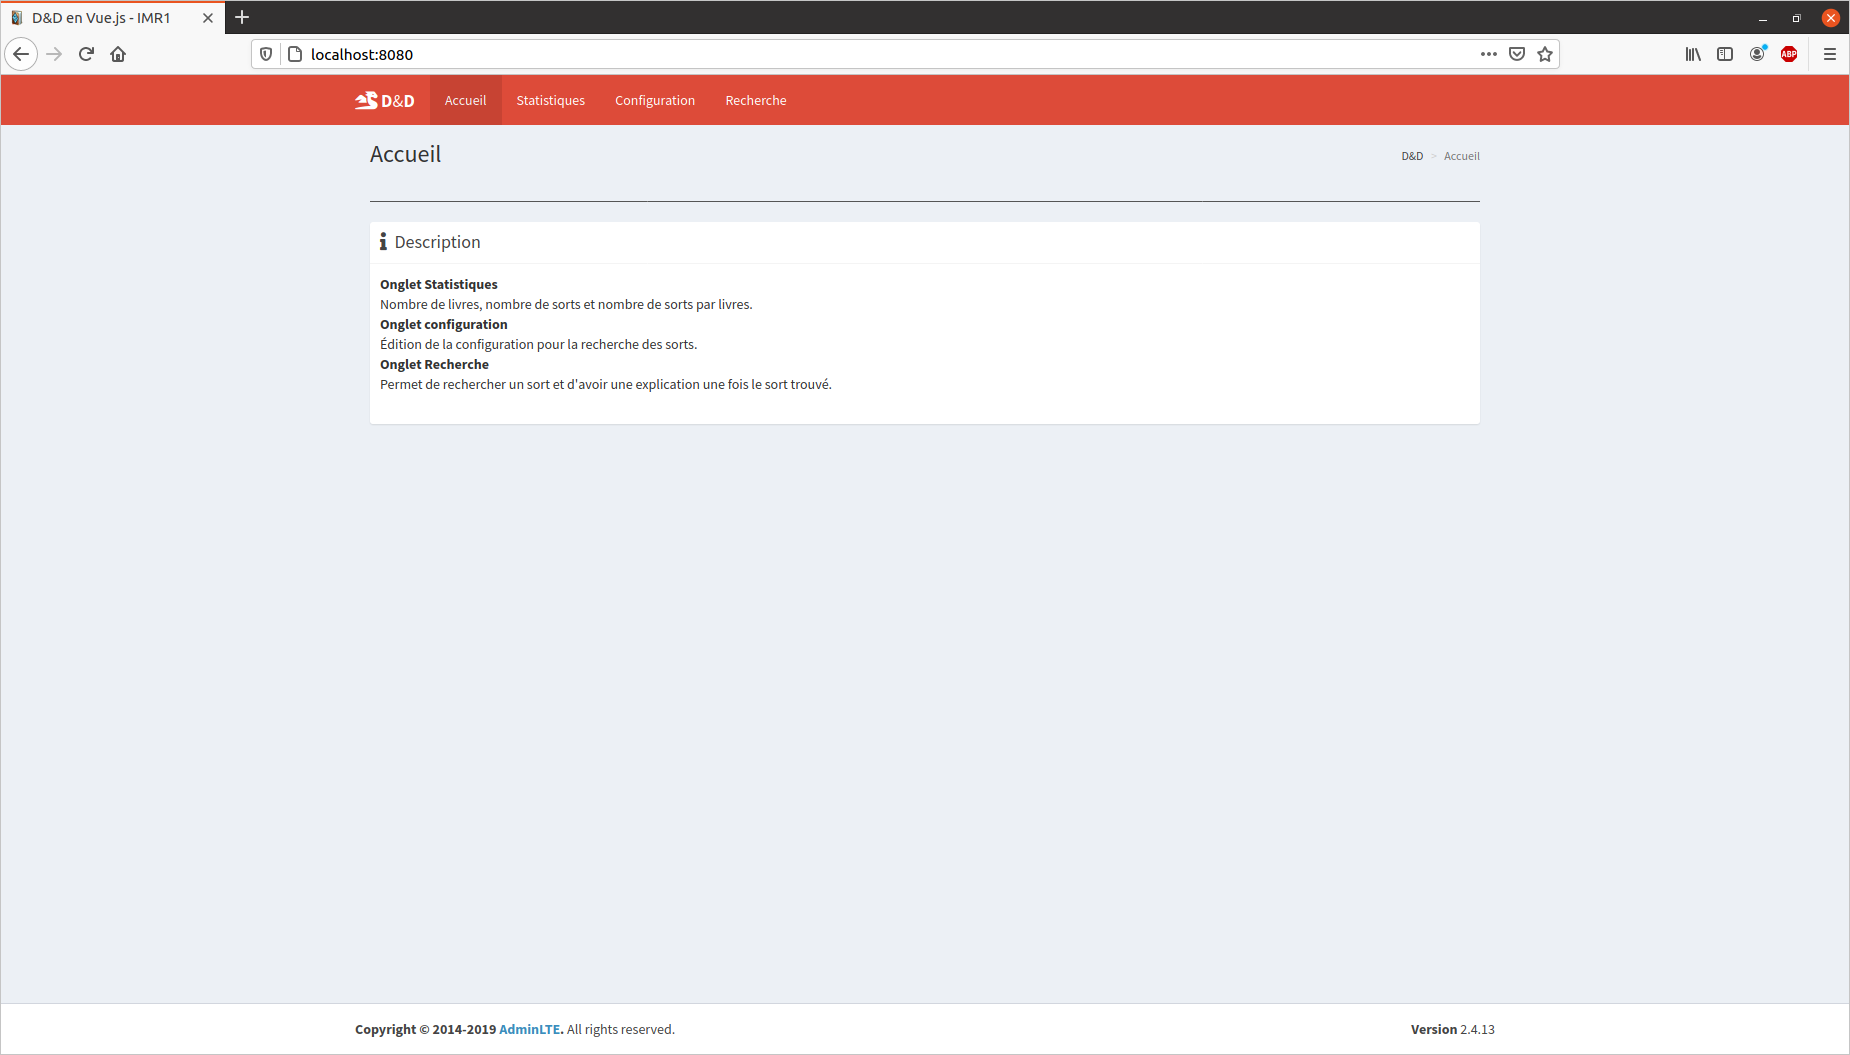 D&D en Vue.js - IMR1
localhost:8080
ABP
D&D Accueil Statistiques Configuration Recherche
Accueil
D&D > Accueil
Description
Onglet Statistiques
Nombre de livres, nombre de sorts et nombre de sorts par livres.
Onglet configuration
Édition de la configuration pour la recherche des sorts.
Onglet Recherche
Permet de rechercher un sort et d'avoir une explication une fois le sort trouvé.
Copyright © 2014-2019 AdminLTE. All rights reserved.
Version 2.4.13